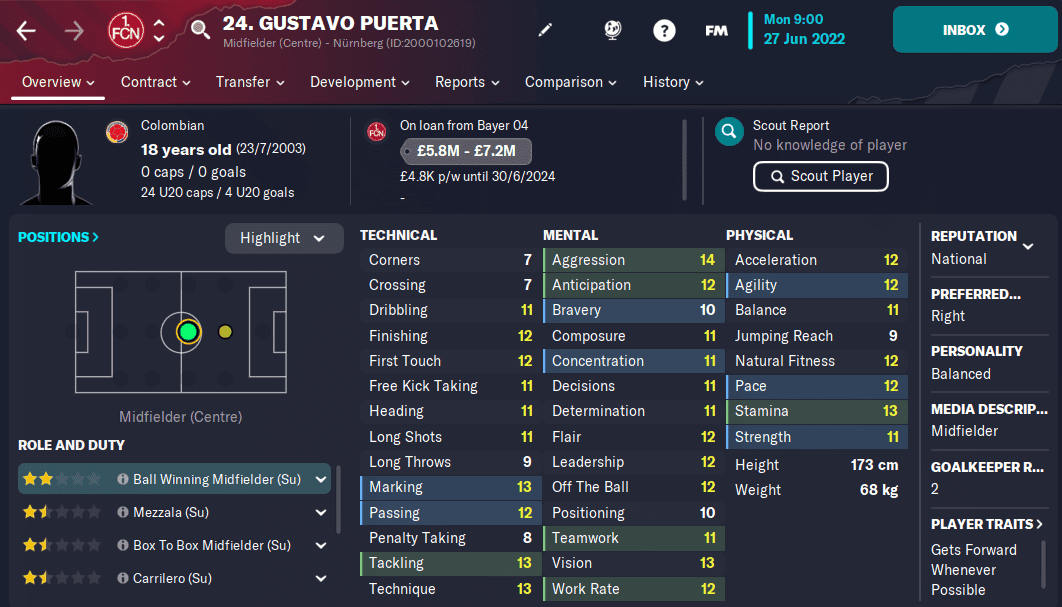 1
FCN
24. GUSTAVO PUERTA
Midfielder (Centre) - Nürnberg (ID:2000102619)
?
FM
Mon 9:00
27 Jun 2022
INBOX
Overview
Contract
Transfer
Development
Reports
Comparison
History
Colombian
18 years old (23/7/2003)
0 caps / 0 goals
24 U20 caps / 4 U20 goals
FCN
On loan from Bayer 04
£5.8M - £7.2M
£4.8K p/w until 30/6/2024
-
Scout Report
No knowledge of player
Scout Player
POSITIONS >
Highlight
Midfielder (Centre)
ROLE AND DUTY
Ball Winning Midfielder (Su)
Mezzala (Su)
Box To Box Midfielder (Su)
Carrilero (Su)
TECHNICAL
Corners 7
Crossing 7
Dribbling 11
Finishing 12
First Touch 12
Free Kick Taking 11
Heading 11
Long Shots 11
Long Throws 9
Marking 13
Passing 12
Penalty Taking 8
Tackling 13
Technique 13
MENTAL
Aggression 14
Anticipation 12
Bravery 10
Composure 11
Concentration 11
Decisions 11
Determination 11
Flair 12
Leadership 12
Off The Ball 12
Positioning 10
Teamwork 11
Vision 13
Work Rate 12
PHYSICAL
Acceleration 12
Agility 12
Balance 11
Jumping Reach 9
Natural Fitness 12
Pace 12
Stamina 13
Strength 11
Height 173 cm
Weight 68 kg
REPUTATION
National
PREFERRED...
Right
PERSONALITY
Balanced
MEDIA DESCRIP...
Midfielder
GOALKEEPER R...
2
PLAYER TRAITS >
Gets Forward
Whenever
Possible